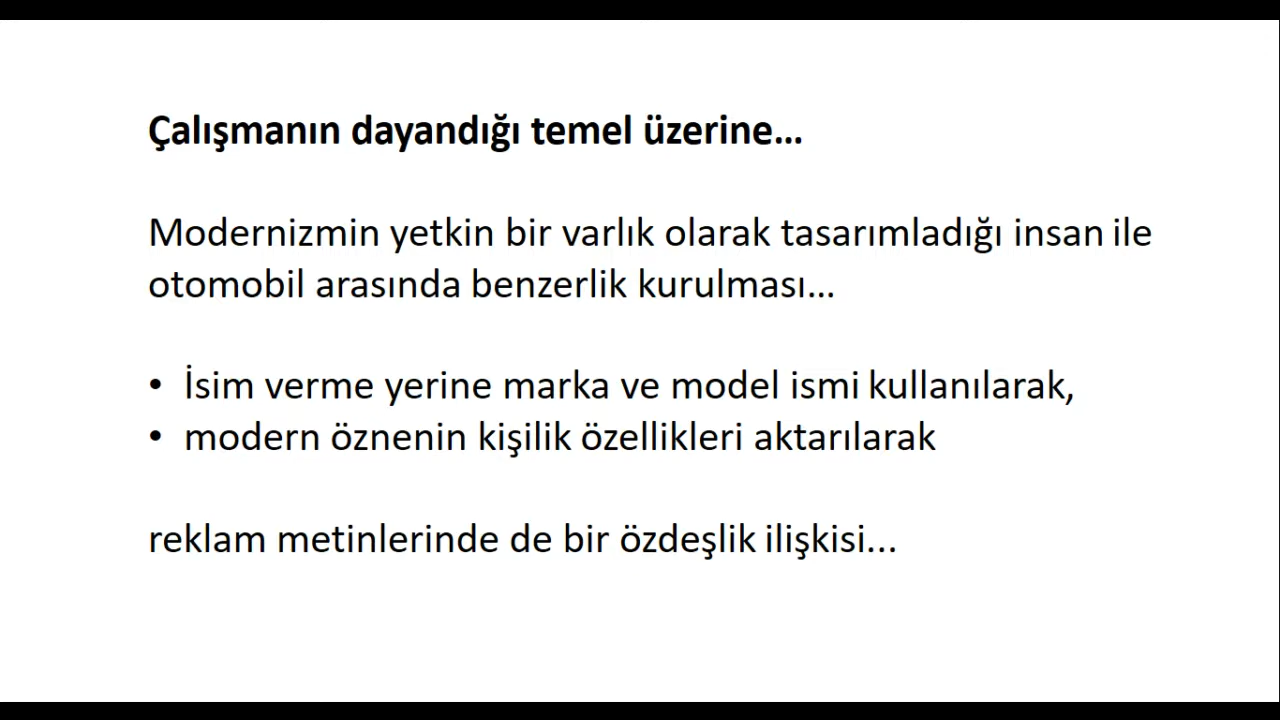 Çalışmanın dayandığı temel üzerine...
Modernizmin yetkin bir varlık olarak tasarımladığı insan ile
otomobil arasında benzerlik kurulması...
• İsim verme yerine marka ve model ismi kullanılarak,
• modern öznenin kişilik özellikleri aktarılarak
reklam metinlerinde de bir özdeşlik ilişkisi...